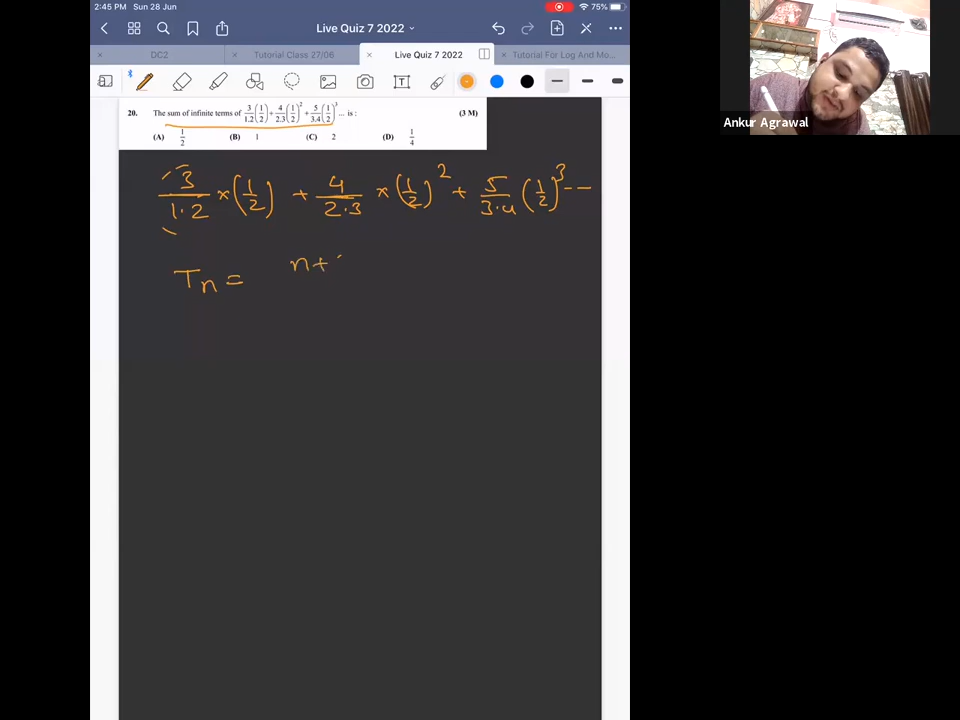 2:45 PM Sun 28 Jun
75%
Live Quiz 7 2022
DC2
Tutorial Class 27/06
Live Quiz 7 2022
Tutorial For Log And Mo...
20. The sum of infinite terms of 3/1.2 (1/2) + 4/2.3 (1/2)^2 + 5/3.4 (1/2)^3 ... is : (3 M)
(A) 1/2 (B) 1 (C) 2 (D) 1/4
3/1·2 × (1/2) + 4/2·3 × (1/2)^2 + 5/3·4 (1/2)^3 --
Tn = n+
Ankur Agrawal